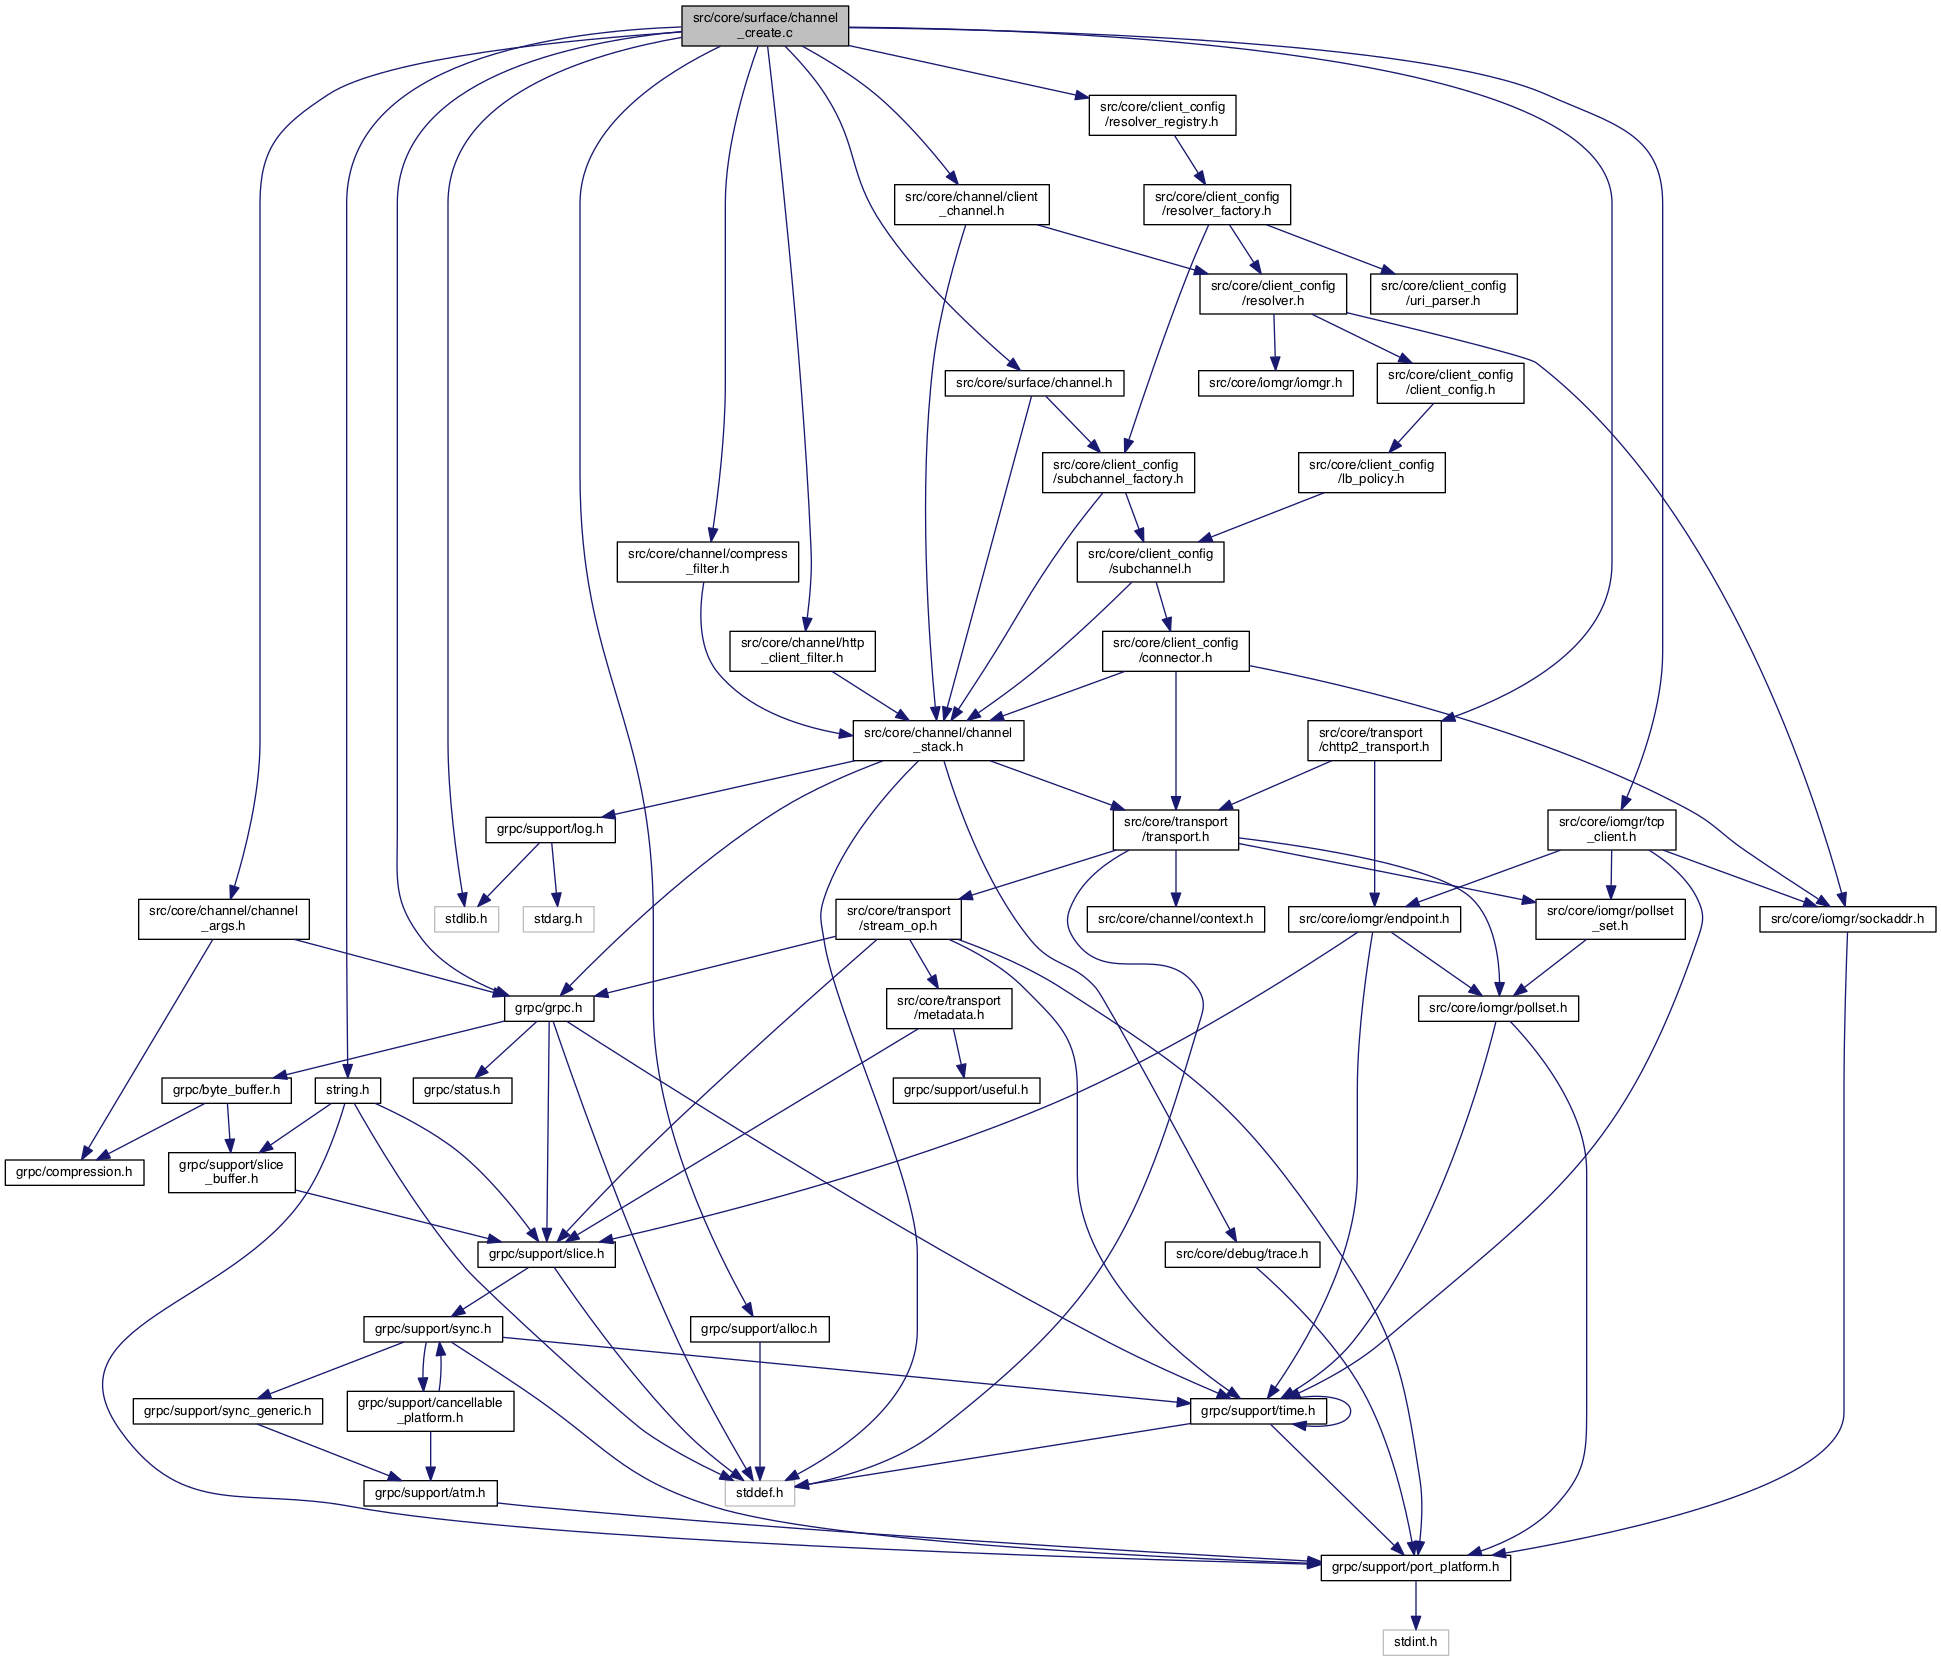 src/core/surface/channel
_create.c
src/core/client_config
/resolver_registry.h
src/core/channel/client
_channel.h
src/core/client_config
/resolver_factory.h
src/core/client_config
/resolver.h
src/core/client_config
/uri_parser.h
src/core/surface/channel.h
src/core/iomgr/iomgr.h
src/core/client_config
/client_config.h
src/core/client_config
/subchannel_factory.h
src/core/client_config
/lb_policy.h
src/core/channel/compress
_filter.h
src/core/client_config
/subchannel.h
src/core/channel/http
_client_filter.h
src/core/client_config
/connector.h
src/core/channel/channel
_stack.h
src/core/transport
/chttp2_transport.h
grpc/support/log.h
src/core/transport
/transport.h
src/core/iomgr/tcp
_client.h
src/core/channel/channel
_args.h
stdlib.h
stdarg.h
src/core/transport
/stream_op.h
src/core/channel/context.h
src/core/iomgr/endpoint.h
src/core/iomgr/pollset
_set.h
src/core/iomgr/sockaddr.h
grpc/grpc.h
src/core/transport
/metadata.h
src/core/iomgr/pollset.h
grpc/byte_buffer.h
string.h
grpc/status.h
grpc/support/useful.h
grpc/compression.h
grpc/support/slice
_buffer.h
grpc/support/slice.h
src/core/debug/trace.h
grpc/support/sync.h
grpc/support/alloc.h
grpc/support/sync_generic.h
grpc/support/cancellable
_platform.h
grpc/support/time.h
grpc/support/atm.h
stddef.h
grpc/support/port_platform.h
stdint.h